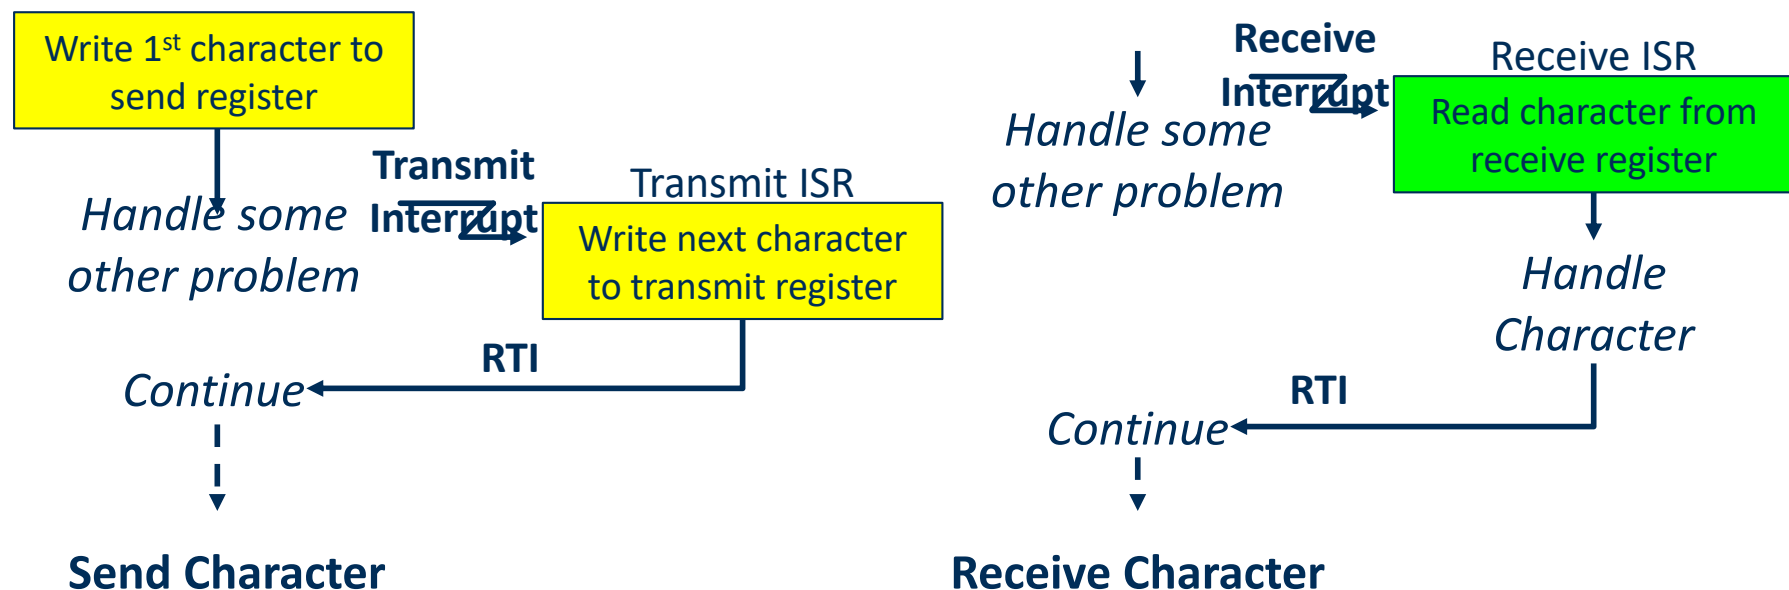 Write 1st character to
send register
Handle some
other problem
Transmit
Interrupt
Transmit ISR
Write next character
to transmit register
RTI
Continue
Send Character
Receive
Interrupt
Handle some
other problem
Receive ISR
Read character from
receive register
Handle
Character
RTI
Continue
Receive Character